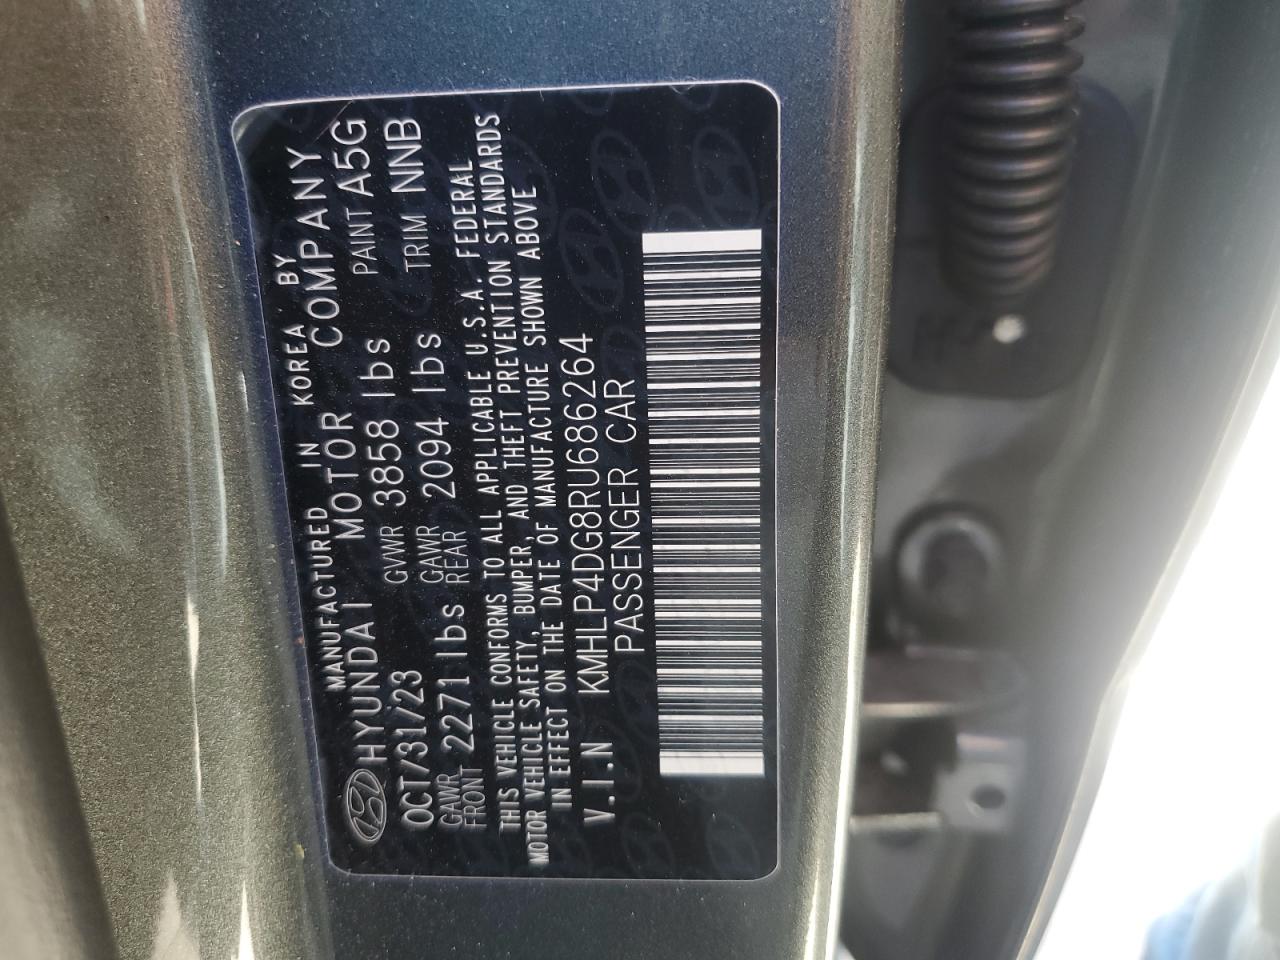 MANUFACTURED IN KOREA BY
HYUNDAI MOTOR COMPANY
OCT/31/23 GVWR 3858 lbs PAINT A5G
GAWR FRONT 2271 lbs GAWR REAR 2094 lbs TRIM NNB
THIS VEHICLE CONFORMS TO ALL APPLICABLE U.S.A. FEDERAL
MOTOR VEHICLE SAFETY, BUMPER, AND THEFT PREVENTION STANDARDS
IN EFFECT ON THE DATE OF MANUFACTURE SHOWN ABOVE
V.I.N KMHLP4DG8RU686264
PASSENGER CAR